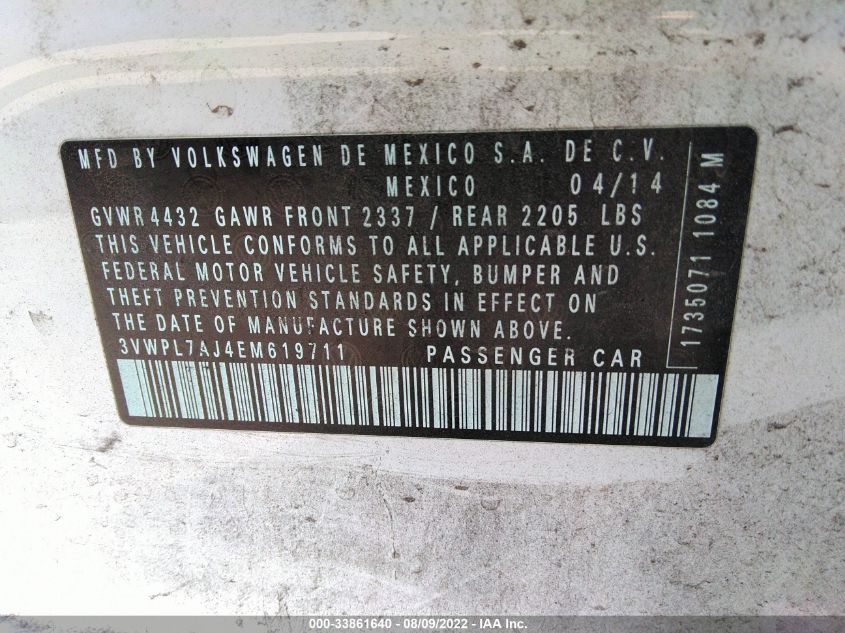 MFD BY VOLKSWAGEN DE MEXICO S.A. DE C.V.
MEXICO 04/14
GVWR 4432 GAWR FRONT 2337 / REAR 2205 LBS
THIS VEHICLE CONFORMS TO ALL APPLICABLE U.S.
FEDERAL MOTOR VEHICLE SAFETY, BUMPER AND
THEFT PREVENTION STANDARDS IN EFFECT ON
THE DATE OF MANUFACTURE SHOWN ABOVE.
3VWPL7AJ4EM619711 PASSENGER CAR
1735071 1084 M
000-33861640 - 08/09/2022 - IAA Inc.